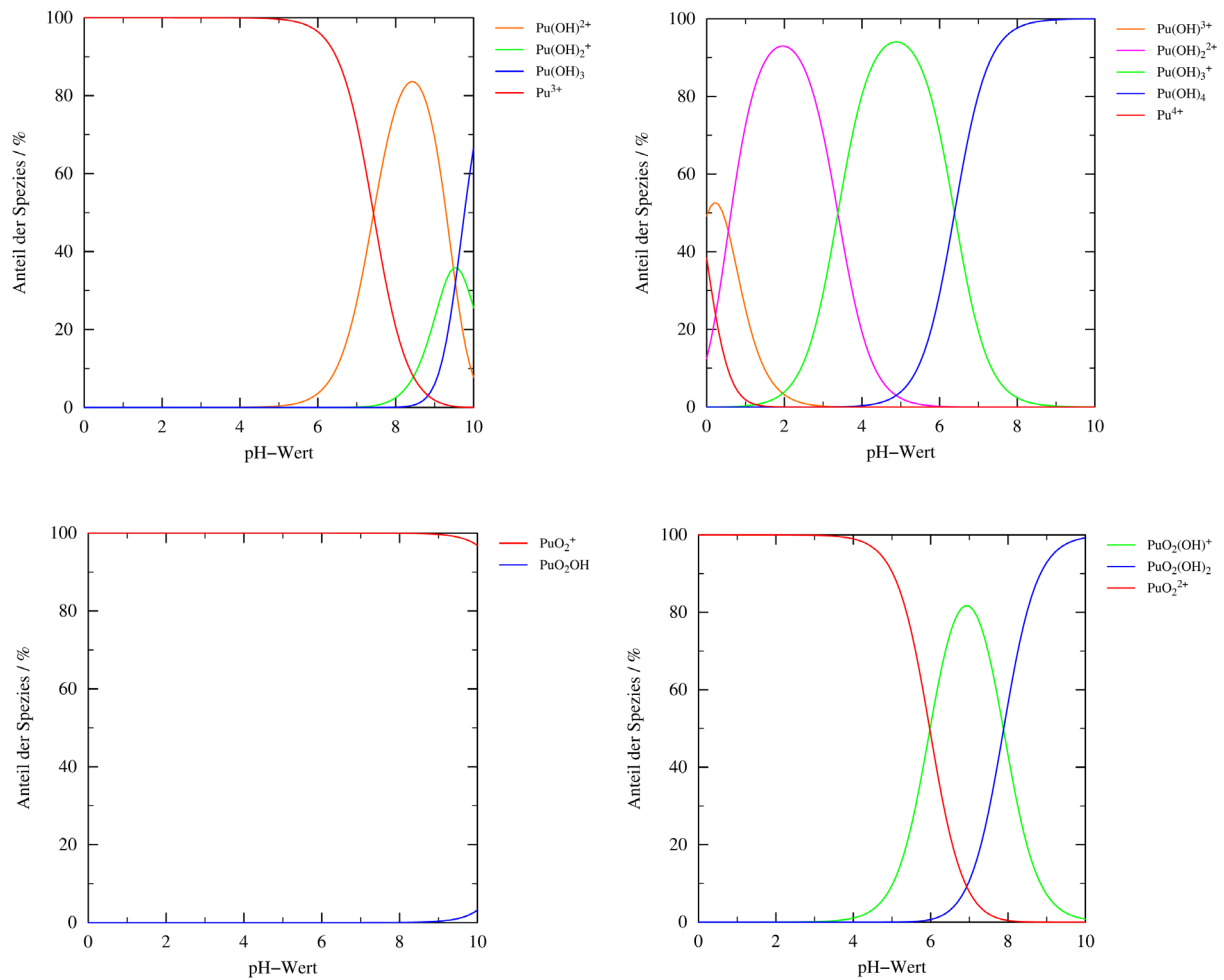 100
80
60
40
20
0
Anteil der Spezies / %
0 2 4 6 8 10
pH−Wert
Pu(OH)²⁺
Pu(OH)₂⁺
Pu(OH)₃
Pu³⁺
100
80
60
40
20
0
Anteil der Spezies / %
0 2 4 6 8 10
pH−Wert
Pu(OH)³⁺
Pu(OH)₂²⁺
Pu(OH)₃⁺
Pu(OH)₄
Pu⁴⁺
100
80
60
40
20
0
Anteil der Spezies / %
0 2 4 6 8 10
pH−Wert
PuO₂⁺
PuO₂OH
100
80
60
40
20
0
Anteil der Spezies / %
0 2 4 6 8 10
pH−Wert
PuO₂(OH)⁺
PuO₂(OH)₂
PuO₂²⁺